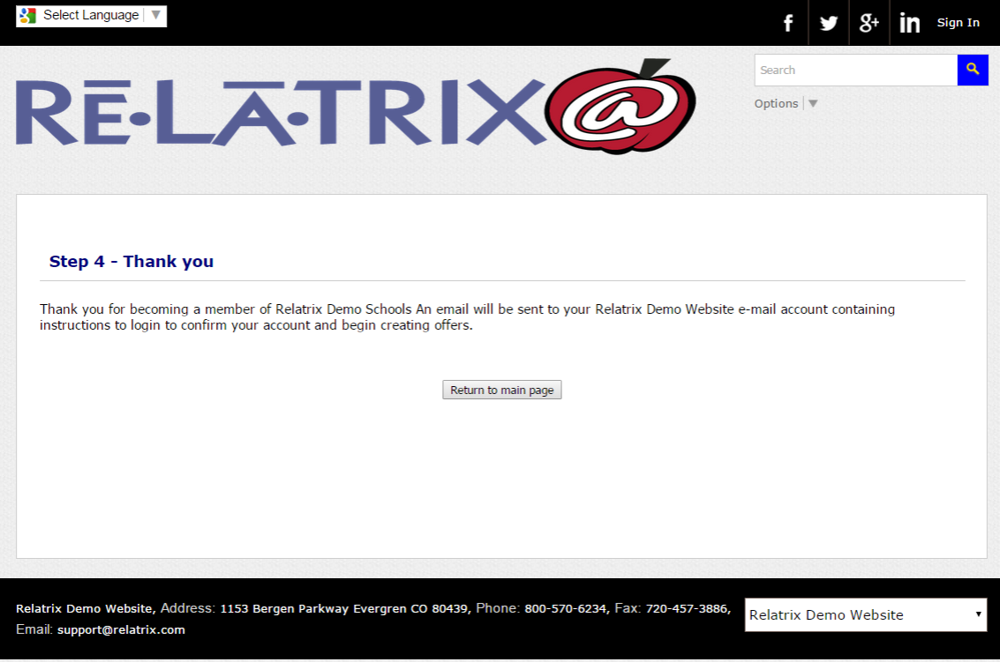 Select Language
Sign In
RĒ•LĀ•TRIX@
Search
Options
Step 4 - Thank you
Thank you for becoming a member of Relatrix Demo Schools An email will be sent to your Relatrix Demo Website e-mail account containing
instructions to login to confirm your account and begin creating offers.
Return to main page
Relatrix Demo Website, Address: 1153 Bergen Parkway Evergren CO 80439, Phone: 800-570-6234, Fax: 720-457-3886,
Email: support@relatrix.com
Relatrix Demo Website